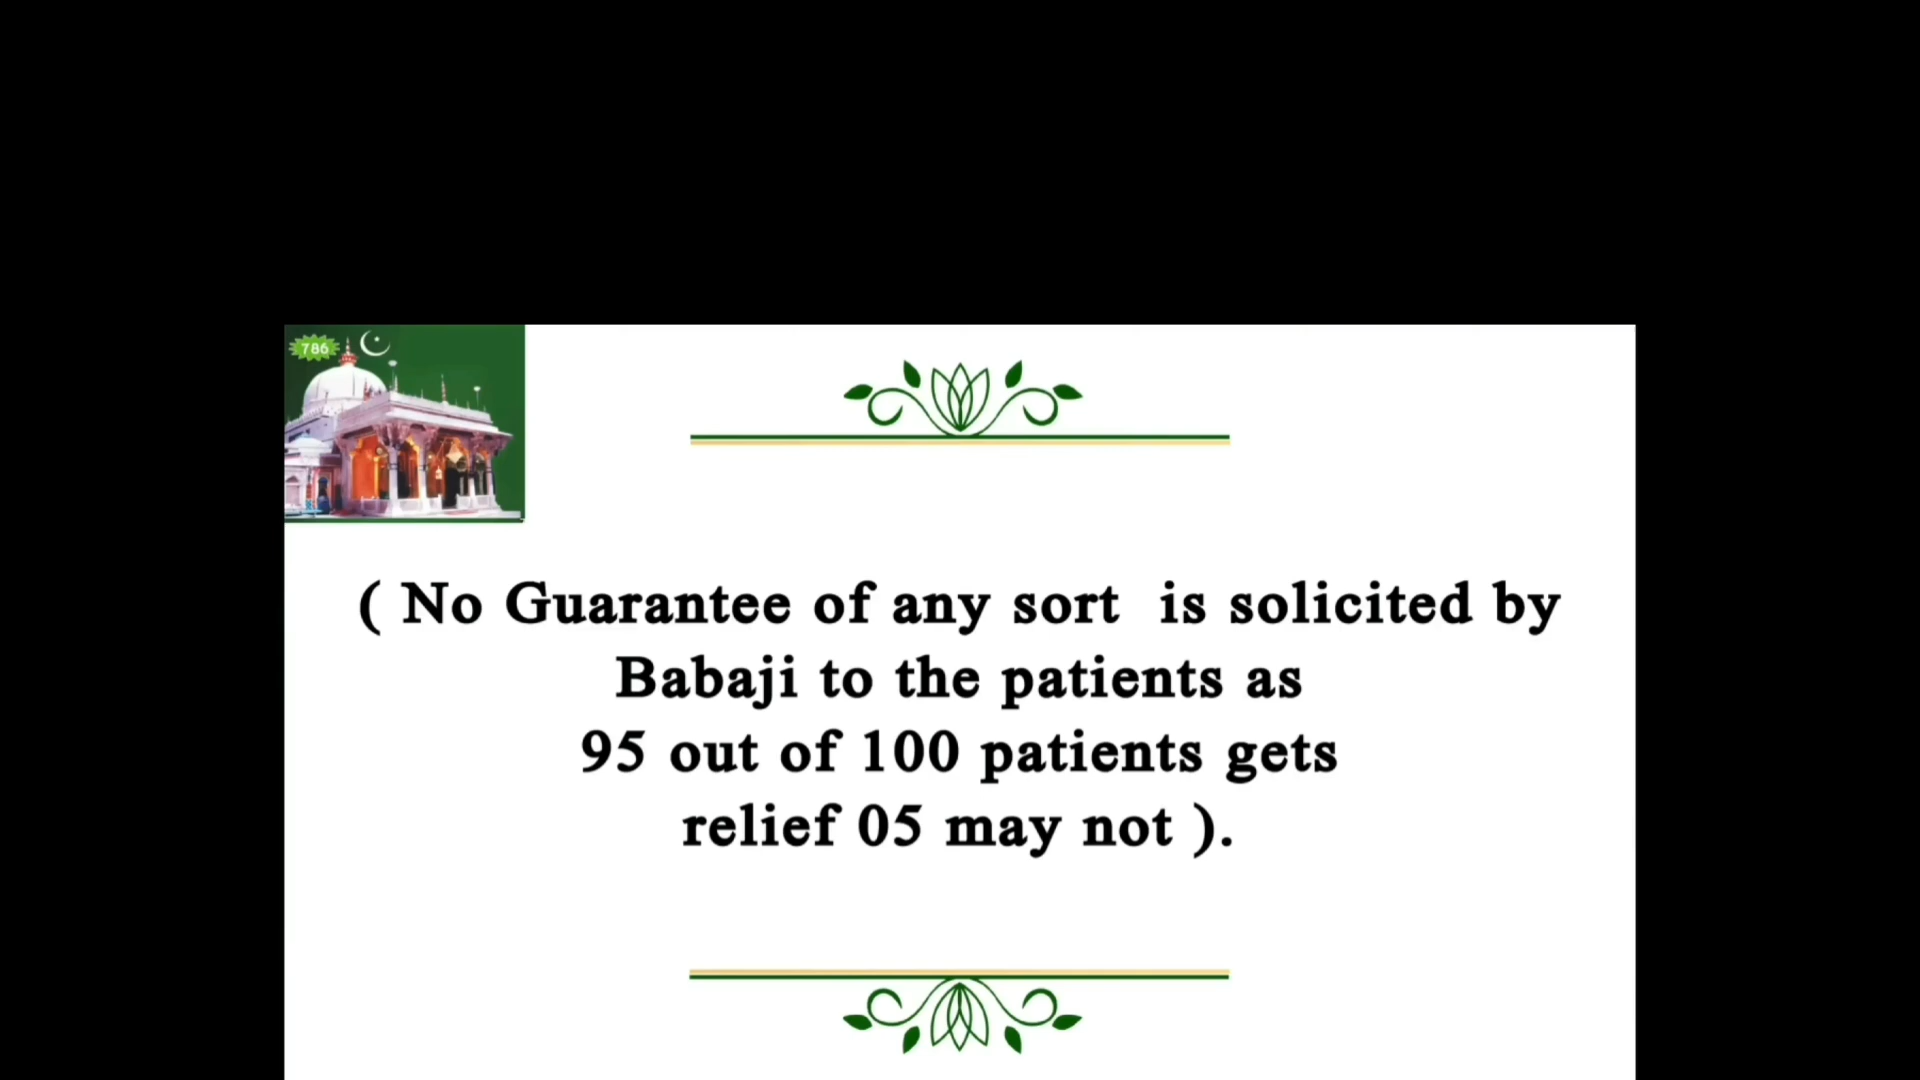 786
( No Guarantee of any sort is solicited by
Babaji to the patients as
95 out of 100 patients gets
relief 05 may not ).